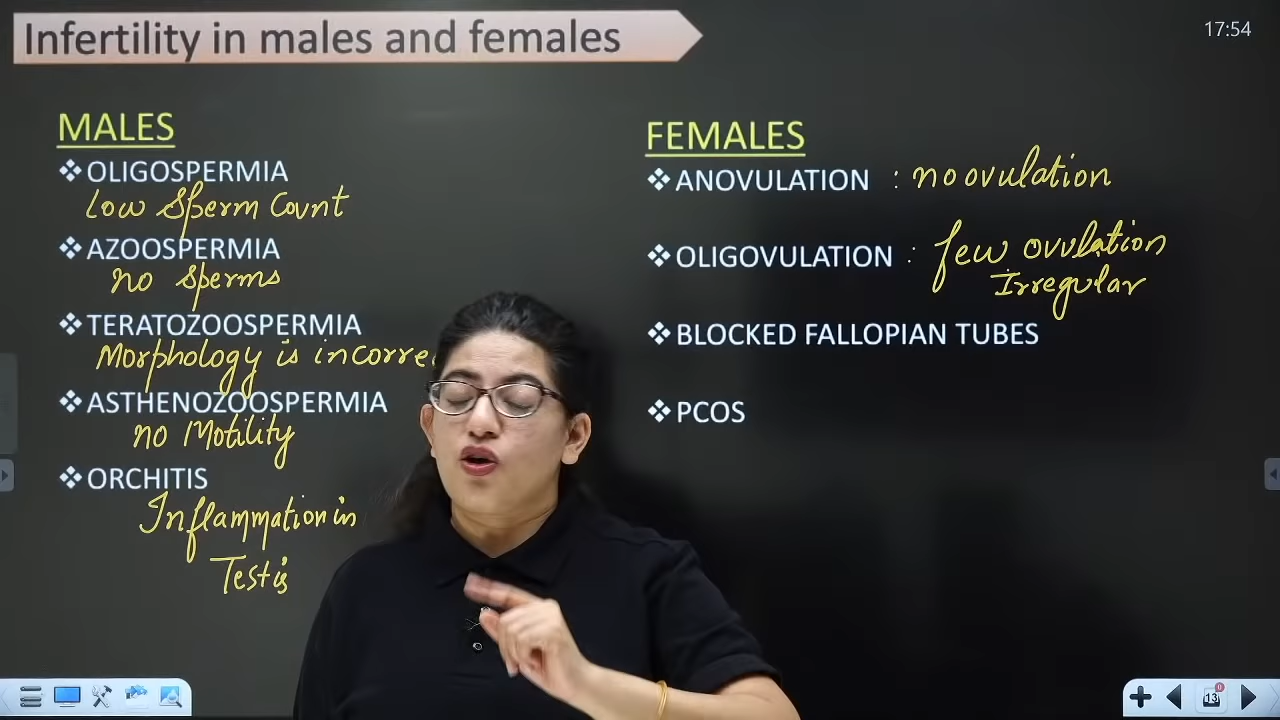 Infertility in males and females
17:54
MALES
❖ OLIGOSPERMIA
Low Sperm Count
❖ AZOOSPERMIA
no Sperms
❖ TERATOZOOSPERMIA
Morphology is incorre
❖ ASTHENOZOOSPERMIA
no Motility
❖ ORCHITIS
Inflammation in
Testis
FEMALES
❖ ANOVULATION : no ovulation
❖ OLIGOVULATION : few ovulation
Irregular
❖ BLOCKED FALLOPIAN TUBES
❖ PCOS
13